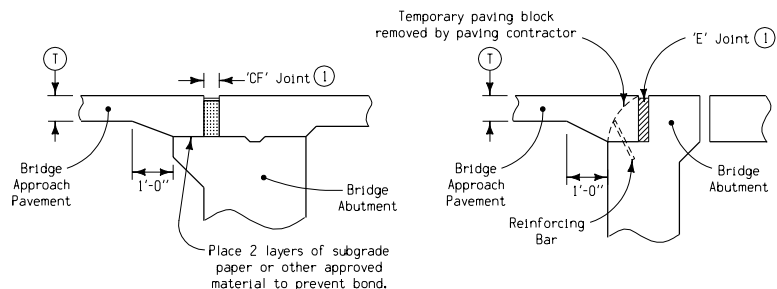 T
'CF' Joint 1
Bridge
Approach
Pavement
1'-0"
Bridge
Abutment
Place 2 layers of subgrade
paper or other approved
material to prevent bond.
Temporary paving block
removed by paving contractor
'E' Joint 1
T
Bridge
Approach
Pavement
1'-0"
Reinforcing
Bar
Bridge
Abutment